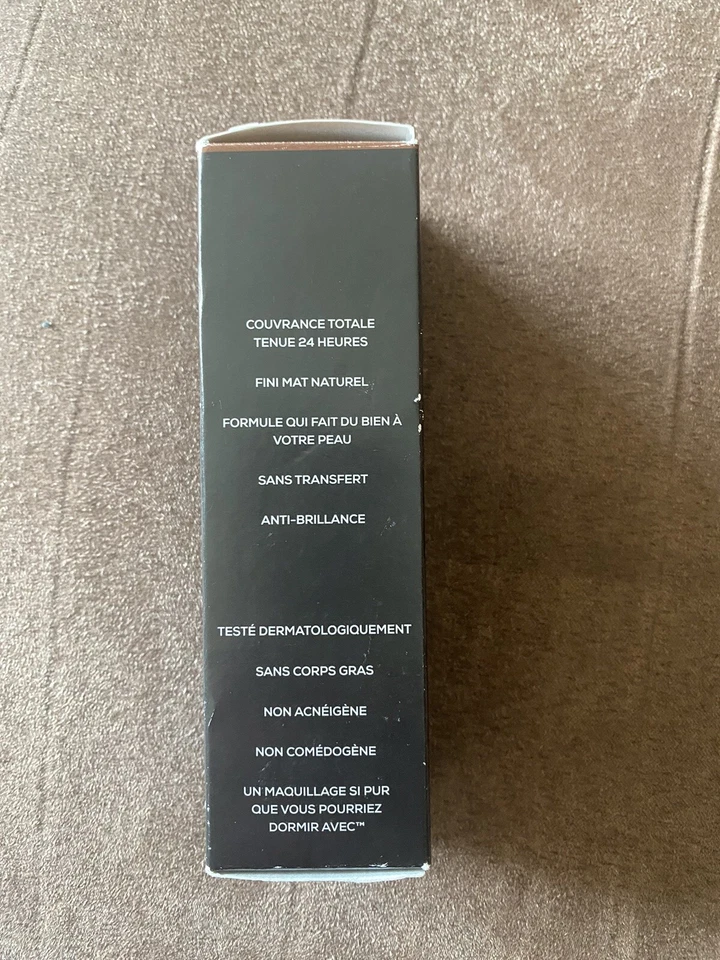 COUVRANCE TOTALE
TENUE 24 HEURES
FINI MAT NATUREL
FORMULE QUI FAIT DU BIEN À
VOTRE PEAU
SANS TRANSFERT
ANTI-BRILLANCE
TESTÉ DERMATOLOGIQUEMENT
SANS CORPS GRAS
NON ACNÉIGÈNE
NON COMÉDOGÈNE
UN MAQUILLAGE SI PUR
QUE VOUS POURRIEZ
DORMIR AVEC™